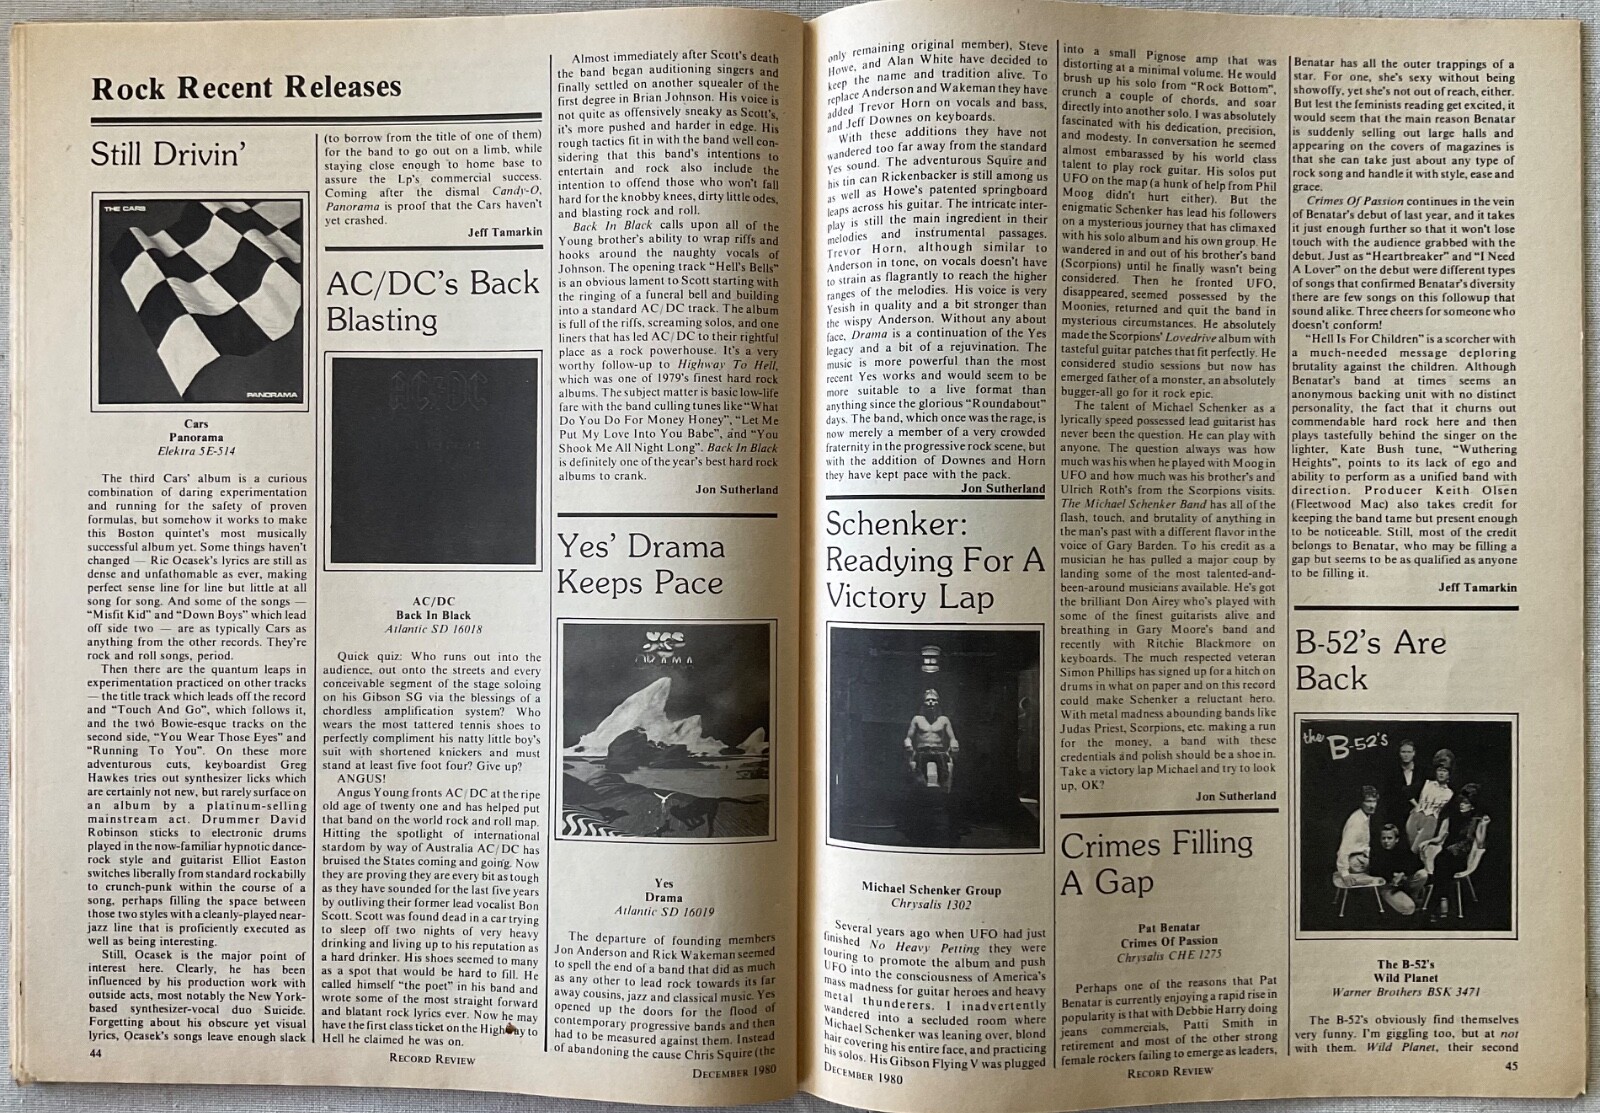 Rock Recent Releases
Still Drivin'
THE CARS
PANORAMA
Cars
Panorama
Elektra 5E-514
The third Cars' album is a curious
combination of daring experimentation
and running for the safety of proven
formulas, but somehow it works to make
this Boston quintet's most musically
successful album yet. Some things haven't
changed — Ric Ocasek's lyrics are still as
dense and unfathomable as ever, making
perfect sense line for line but little at all
song for song. And some of the songs —
"Misfit Kid" and "Down Boys" which lead
off side two — are as typically Cars as
anything from the other records. They're
rock and roll songs, period.
Then there are the quantum leaps in
experimentation practiced on other tracks
— the title track which leads off the record
and "Touch And Go", which follows it,
and the two Bowie-esque tracks on the
second side, "You Wear Those Eyes" and
"Running To You". On these more
adventurous cuts, keyboardist Greg
Hawkes tries out synthesizer licks which
are certainly not new, but rarely surface on
an album by a platinum-selling
mainstream act. Drummer David
Robinson sticks to electronic drums
played in the now-familiar hypnotic dance-
rock style and guitarist Elliot Easton
switches liberally from standard rockabilly
to crunch-punk within the course of a
song, perhaps filling the space between
those two styles with a cleanly-played near-
jazz line that is proficiently executed as
well as being interesting.
Still, Ocasek is the major point of
interest here. Clearly, he has been
influenced by his production work with
outside acts, most notably the New York-
based synthesizer-vocal duo Suicide.
Forgetting about his obscure yet visual
lyrics, Ocasek's songs leave enough slack
(to borrow from the title of one of them)
for the band to go out on a limb, while
staying close enough to home base to
assure the Lp's commercial success.
Coming after the dismal Candy-O,
Panorama is proof that the Cars haven't
yet crashed.
Jeff Tamarkin
AC/DC's Back
Blasting
AC/DC
AC/DC
Back In Black
Atlantic SD 16018
Quick quiz: Who runs out into the
audience, out onto the streets and every
conceivable segment of the stage soloing
on his Gibson SG via the blessings of a
chordless amplification system? Who
wears the most tattered tennis shoes to
perfectly compliment his natty little boy's
suit with shortened knickers and must
stand at least five foot four? Give up?
ANGUS!
Angus Young fronts AC/DC at the ripe
old age of twenty one and has helped put
that band on the world rock and roll map.
Hitting the spotlight of international
stardom by way of Australia AC/DC has
bruised the States coming and going. Now
they are proving they are every bit as tough
as they have sounded for the last five years
by outliving their former lead vocalist Bon
Scott. Scott was found dead in a car trying
to sleep off two nights of very heavy
drinking and living up to his reputation as
a hard drinker. His shoes seemed to many
as a spot that would be hard to fill. He
called himself "the poet" in his band and
wrote some of the most straight forward
and blatant rock lyrics ever. Now he may
have the first class ticket on the Highway to
Hell he claimed he was on.
Almost immediately after Scott's death
the band began auditioning singers and
finally settled on another squealer of the
first degree in Brian Johnson. His voice is
not quite as offensively sneaky as Scott's,
it's more pushed and harder in edge. His
rough tactics fit in with the band well con-
sidering that this band's intentions to
entertain and rock also include the
intention to offend those who won't fall
hard for the knobby knees, dirty little odes,
and blasting rock and roll.
Back In Black calls upon all of the
Young brother's ability to wrap riffs and
hooks around the naughty vocals of
Johnson. The opening track "Hell's Bells"
is an obvious lament to Scott starting with
the ringing of a funeral bell and building
into a standard AC/DC track. The album
is full of the riffs, screaming solos, and one
liners that has led AC/DC to their rightful
place as a rock powerhouse. It's a very
worthy follow-up to Highway To Hell,
which was one of 1979's finest hard rock
albums. The subject matter is basic low-life
fare with the band culling tunes like "What
Do You Do For Money Honey", "Let Me
Put My Love Into You Babe", and "You
Shook Me All Night Long". Back In Black
is definitely one of the year's best hard rock
albums to crank.
Jon Sutherland
Yes' Drama
Keeps Pace
YES
DRAMA
Yes
Drama
Atlantic SD 16019
The departure of founding members
Jon Anderson and Rick Wakeman seemed
to spell the end of a band that did as much
as any other to lead rock towards its far
away cousins, jazz and classical music. Yes
opened up the doors for the flood of
contemporary progressive bands and then
had to be measured against them. Instead
of abandoning the cause Chris Squire (the
44
RECORD REVIEW
DECEMBER 1980
only remaining original member), Steve
Howe, and Alan White have decided to
keep the name and tradition alive. To
replace Anderson and Wakeman they have
added Trevor Horn on vocals and bass,
and Jeff Downes on keyboards.
With these additions they have not
wandered too far away from the standard
Yes sound. The adventurous Squire and
his tin can Rickenbacker is still among us
as well as Howe's patented springboard
leaps across his guitar. The intricate inter-
play is still the main ingredient in their
melodies and instrumental passages.
Trevor Horn, although similar to
Anderson in tone, on vocals doesn't have
to strain as flagrantly to reach the higher
ranges of the melodies. His voice is very
Yesish in quality and a bit stronger than
the wispy Anderson. Without any about
face, Drama is a continuation of the Yes
legacy and a bit of a rejuvination. The
music is more powerful than the most
recent Yes works and would seem to be
more suitable to a live format than
anything since the glorious "Roundabout"
days. The band, which once was the rage, is
now merely a member of a very crowded
fraternity in the progressive rock scene, but
with the addition of Downes and Horn
they have kept pace with the pack.
Jon Sutherland
Schenker:
Readying For A
Victory Lap
Michael Schenker Group
Chrysalis 1302
Several years ago when UFO had just
finished No Heavy Petting they were
touring to promote the album and push
UFO into the consciousness of America's
mass madness for guitar heroes and heavy
metal thunderers. I inadvertently
wandered into a secluded room where
Michael Schenker was leaning over, blond
hair covering his entire face, and practicing
his solos. His Gibson Flying V was plugged
into a small Pignose amp that was
distorting at a minimal volume. He would
brush up his solo from "Rock Bottom",
crunch a couple of chords, and soar
directly into another solo. I was absolutely
fascinated with his dedication, precision,
and modesty. In conversation he seemed
almost embarassed by his world class
talent to play rock guitar. His solos put
UFO on the map (a hunk of help from Phil
Moog didn't hurt either). But the
enigmatic Schenker has lead his followers
on a mysterious journey that has climaxed
with his solo album and his own group. He
wandered in and out of his brother's band
(Scorpions) until he finally wasn't being
considered. Then he fronted UFO,
disappeared, seemed possessed by the
Moonies, returned and quit the band in
mysterious circumstances. He absolutely
made the Scorpions' Lovedrive album with
tasteful guitar patches that fit perfectly. He
considered studio sessions but now has
emerged father of a monster, an absolutely
bugger-all go for it rock epic.
The talent of Michael Schenker as a
lyrically speed possessed lead guitarist has
never been the question. He can play with
anyone. The question always was how
much was his when he played with Moog in
UFO and how much was his brother's and
Ulrich Roth's from the Scorpions visits.
The Michael Schenker Band has all of the
flash, touch, and brutality of anything in
the man's past with a different flavor in the
voice of Gary Barden. To his credit as a
musician he has pulled a major coup by
landing some of the most talented-and-
been-around musicians available. He's got
the brilliant Don Airey who's played with
some of the finest guitarists alive and
breathing in Gary Moore's band and
recently with Ritchie Blackmore on
keyboards. The much respected veteran
Simon Phillips has signed up for a hitch on
drums in what on paper and on this record
could make Schenker a reluctant hero.
With metal madness abounding bands like
Judas Priest, Scorpions, etc. making a run
for the money, a band with these
credentials and polish should be a shoe in.
Take a victory lap Michael and try to look
up, OK?
Jon Sutherland
Crimes Filling
A Gap
Pat Benatar
Crimes Of Passion
Chrysalis CHE 1275
Perhaps one of the reasons that Pat
Benatar is currently enjoying a rapid rise in
popularity is that with Debbie Harry doing
jeans commercials, Patti Smith in
retirement and most of the other strong
female rockers failing to emerge as leaders,
Benatar has all the outer trappings of a
star. For one, she's sexy without being
showoffy, yet she's not out of reach, either.
But lest the feminists reading get excited, it
would seem that the main reason Benatar
is suddenly selling out large halls and
appearing on the covers of magazines is
that she can take just about any type of
rock song and handle it with style, ease and
grace.
Crimes Of Passion continues in the vein
of Benatar's debut of last year, and it takes
it just enough further so that it won't lose
touch with the audience grabbed with the
debut. Just as "Heartbreaker" and "I Need
A Lover" on the debut were different types
of songs that confirmed Benatar's diversity
there are few songs on this followup that
sound alike. Three cheers for someone who
doesn't conform!
"Hell Is For Children" is a scorcher with
a much-needed message deploring
brutality against the children. Although
Benatar's band at times seems an
anonymous backing unit with no distinct
personality, the fact that it churns out
commendable hard rock here and then
plays tastefully behind the singer on the
lighter, Kate Bush tune, "Wuthering
Heights", points to its lack of ego and
ability to perform as a unified band with
direction. Producer Keith Olsen
(Fleetwood Mac) also takes credit for
keeping the band tame but present enough
to be noticeable. Still, most of the credit
belongs to Benatar, who may be filling a
gap but seems to be as qualified as anyone
to be filling it.
Jeff Tamarkin
B-52's Are
Back
the B-52's
The B-52's
Wild Planet
Warner Brothers BSK 3471
The B-52's obviously find themselves
very funny. I'm giggling too, but at not
with them. Wild Planet, their second
DECEMBER 1980
RECORD REVIEW
45